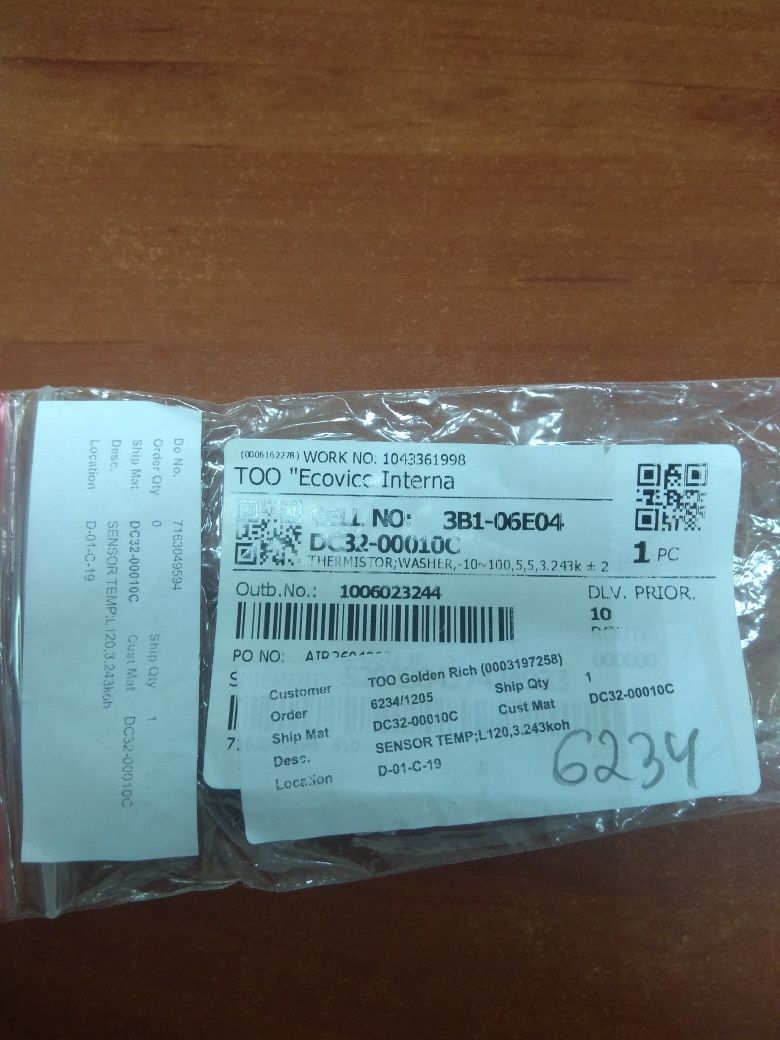 Do No. 7163049594
Order Qty 0 Ship Qty 1
Ship Mat DC32-00010C Cust Mat DC32-00010C
Desc. SENSOR TEMP;L120,3.243koh
Location D-01-C-19
(0006162278) WORK NO: 1043361998
TOO "Ecovice Interna
CELL NO: 3B1-06E04
DC32-00010C
THERMISTOR;WASHER,-10~100,5,5,3.243k ± 2
1 PC
Outb.No.: 1006023244
DLV. PRIOR.
10
PO NO:
Customer TOO Golden Rich (0003197258)
Order 6234/1205 Ship Qty 1
Ship Mat DC32-00010C Cust Mat DC32-00010C
Desc. SENSOR TEMP;L120,3.243koh
Location D-01-C-19
6234